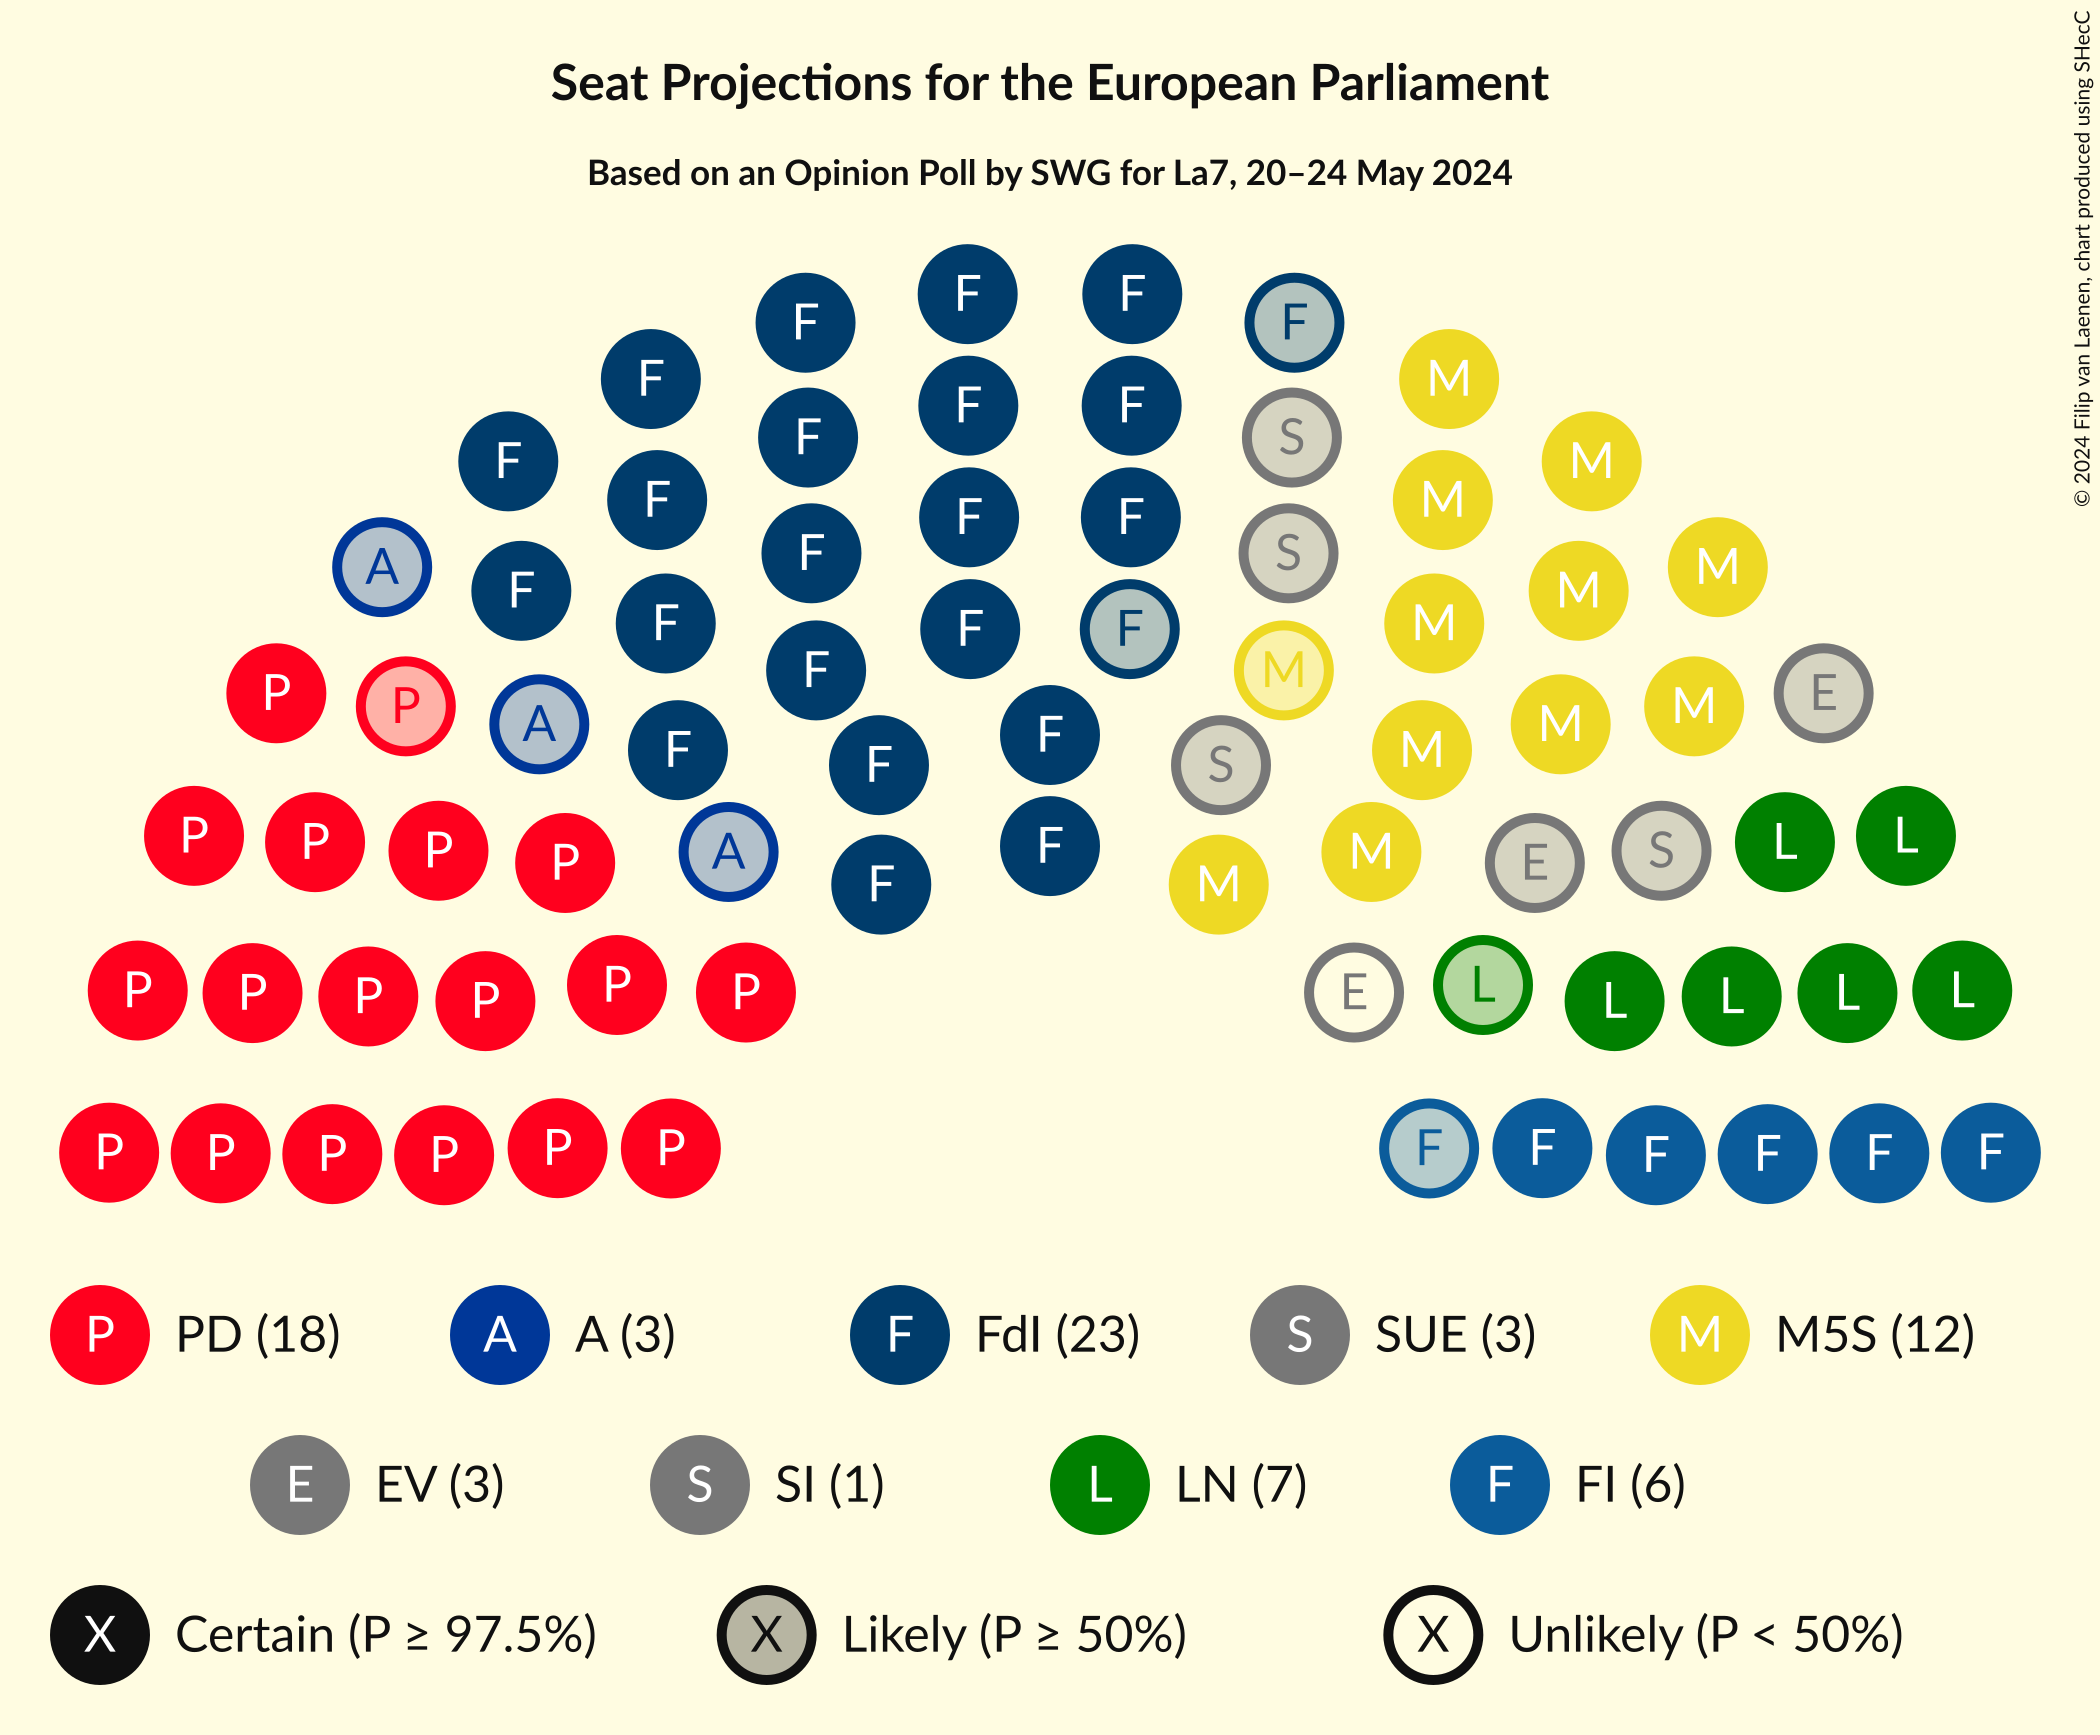 Seat Projections for the European Parliament
Based on an Opinion Poll by SWG for La7, 20–24 May 2024
© 2024 Filip van Laenen, chart produced using SHecC
F F
F F
F M
F F
F S
F M
F M
F F
F M
F S
A M
F M
F M
F F
F M
P E
P M
A M
F M
F
F S
P L
P L
P S
P E
A M
F
F M
P P P P P P E L L L L L
P P P P P P F F F F F F
P PD (18) A A (3) F FdI (23) S SUE (3) M M5S (12)
E EV (3) S SI (1) L LN (7) F FI (6)
X Certain (P ≥ 97.5%) X Likely (P ≥ 50%) X Unlikely (P < 50%)